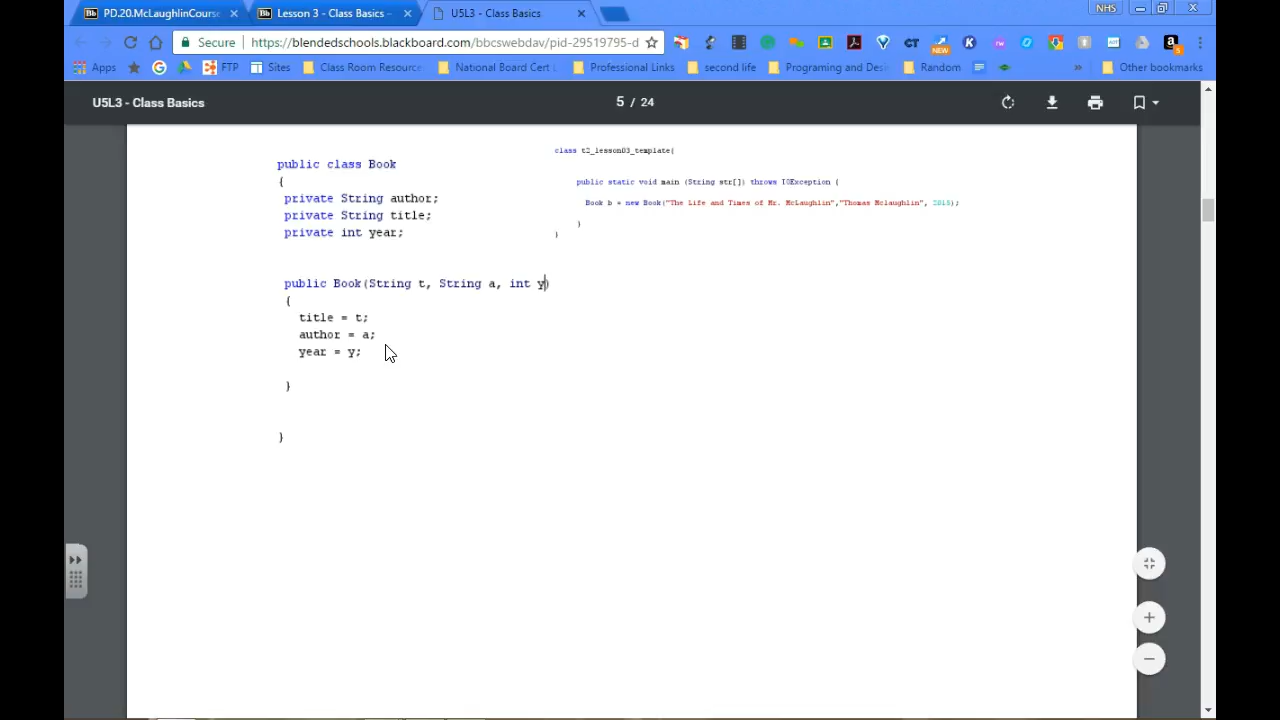 PD.20.McLaughlinCourse
Lesson 3 - Class Basics –
U5L3 - Class Basics
NHS
Secure
https://blendedschools.blackboard.com/bbcswebdav/pid-29519795-d
Apps
FTP
Sites
Class Room Resource
National Board Cert
Professional Links
second life
Programing and Desi
Random
Other bookmarks
U5L3 - Class Basics
5 / 24
public class Book
{
private String author;
private String title;
private int year;
public Book(String t, String a, int y)
{
title = t;
author = a;
year = y;
}
}
class t2_lesson03_template{
public static void main (String str[]) throws IOException {
Book b = new Book("The Life and Times of Mr. McLaughlin","Thomas Mclaughlin", 2015);
}
}